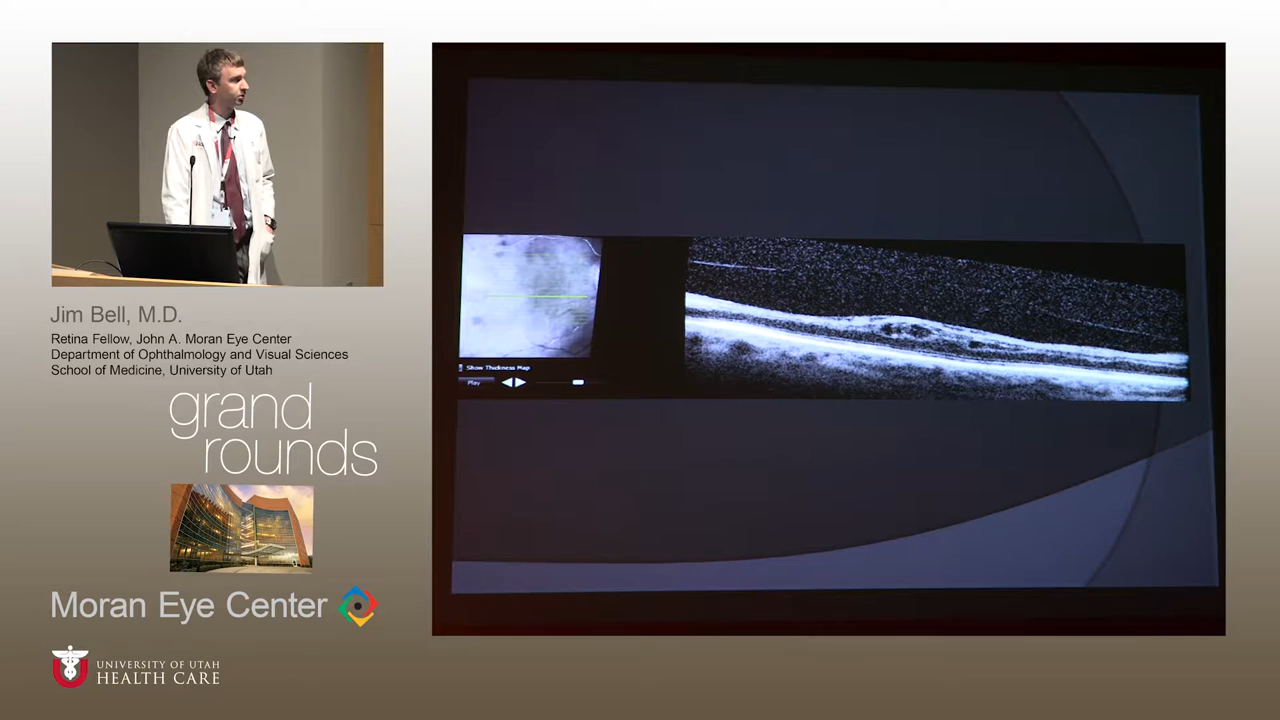 Jim Bell, M.D.
Retina Fellow, John A. Moran Eye Center
Department of Ophthalmology and Visual Sciences
School of Medicine, University of Utah
grand
rounds
Moran Eye Center
UNIVERSITY OF UTAH
HEALTH CARE
Show Thickness Map
Play